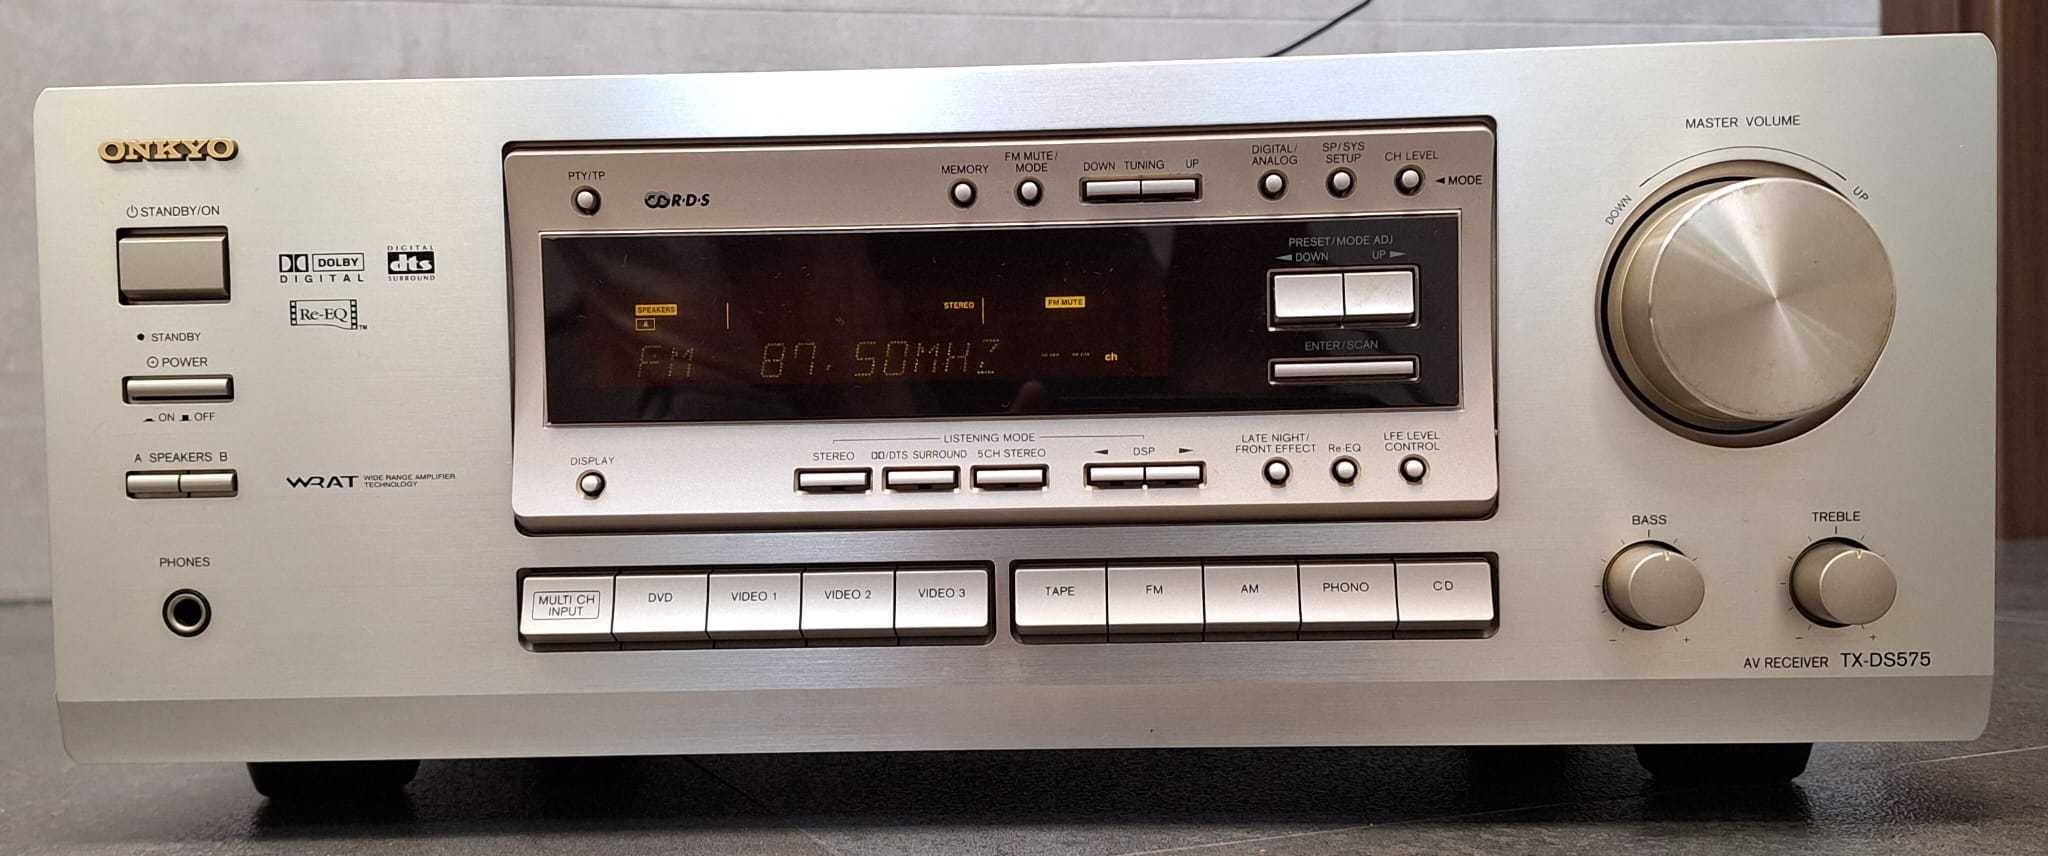 ONKYO
STANDBY/ON
DOLBY
DIGITAL
DIGITAL
dts
SURROUND
Re-EQ
TM
STANDBY
POWER
ON OFF
A SPEAKERS B
WRAT WIDE RANGE AMPLIFIER
TECHNOLOGY
PHONES
PTY/TP
R·D·S
MEMORY
FM MUTE/
MODE
DOWN TUNING UP
DIGITAL/
ANALOG
SP/SYS
SETUP
CH LEVEL
◄MODE
SPEAKERS
A
STEREO
FM MUTE
FM 87.50MHZ
ch
PRESET/MODE ADJ
◄DOWN UP►
ENTER/SCAN
DISPLAY
LISTENING MODE
STEREO
/DTS SURROUND
5CH STEREO
◄ DSP ►
LATE NIGHT/
FRONT EFFECT
Re-EQ
LFE LEVEL
CONTROL
MULTI CH
INPUT
DVD
VIDEO 1
VIDEO 2
VIDEO 3
TAPE
FM
AM
PHONO
CD
MASTER VOLUME
DOWN
UP
BASS
- +
TREBLE
- +
AV RECEIVER TX-DS575